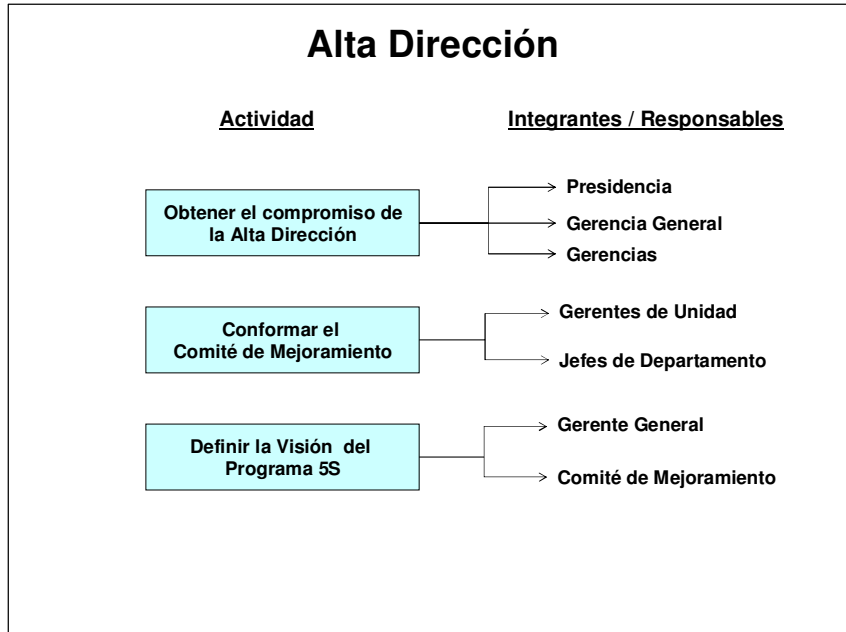 Alta Dirección
Actividad
Integrantes / Responsables
Obtener el compromiso de
la Alta Dirección
Presidencia
Gerencia General
Gerencias
Conformar el
Comité de Mejoramiento
Gerentes de Unidad
Jefes de Departamento
Definir la Visión del
Programa 5S
Gerente General
Comité de Mejoramiento